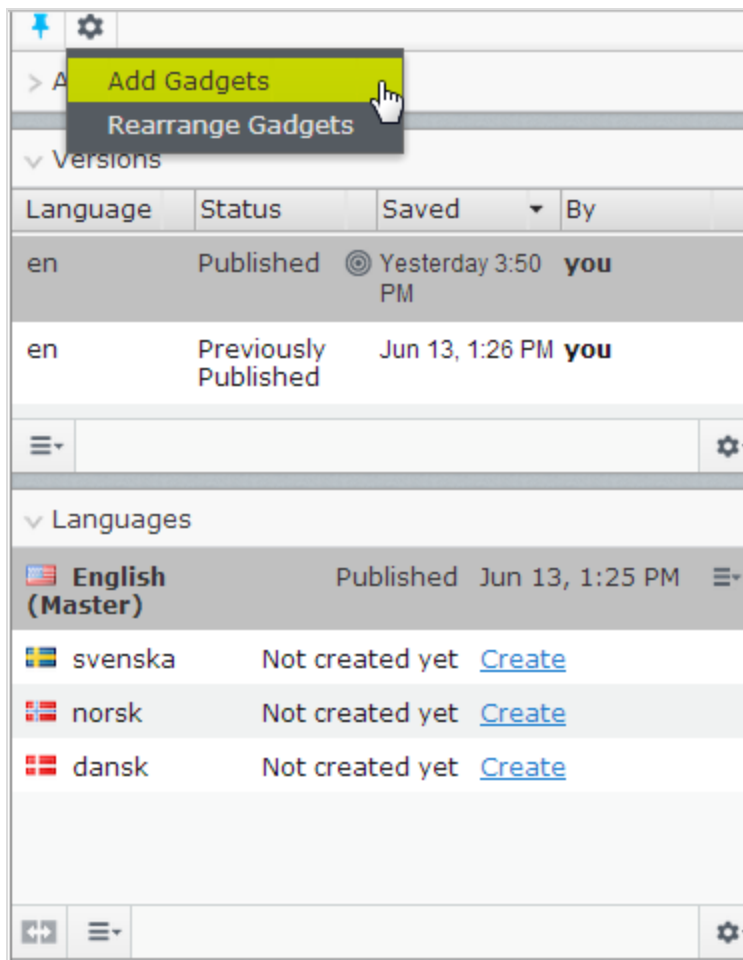 Add Gadgets
Rearrange Gadgets
Versions
Language Status Saved By
en Published Yesterday 3:50 PM you
en Previously Published Jun 13, 1:26 PM you
Languages
English (Master) Published Jun 13, 1:25 PM
svenska Not created yet Create
norsk Not created yet Create
dansk Not created yet Create